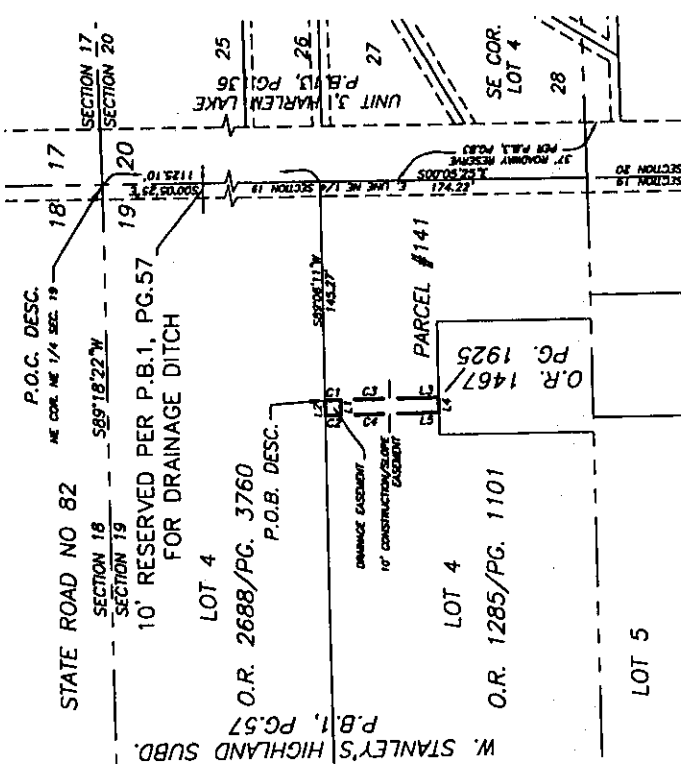 P.O.C. DESC.
NE COR. NE 1/4 SEC. 19
STATE ROAD NO 82
S89°18'22"W
SECTION 18
SECTION 19
18
17
19
20
SECTION 17
SECTION 20
10' RESERVED PER P.B.1, PG.57
FOR DRAINAGE DITCH
S00°05'25"E
1125.10'
25
26
27
28
UNIT 3, HARLEM LAKE
P.B.13, PG.136
SE COR.
LOT 4
37' ROADWAY RESERVE
PER P.B.3, PG.83
E LINE NE 1/4 SECTION 19
S00°05'25"E
174.22'
SECTION 19
SECTION 20
LOT 4
O.R. 2688/PG. 3760
P.O.B. DESC.
S89°08'11"W
145.27'
L2
C1
C2
L1
C3
C4
L3
L5
L4
DRAINAGE EASEMENT
10' CONSTRUCTION/SLOPE
EASEMENT
PARCEL #141
O.R. 1467/
PG. 1925
LOT 4
O.R. 1285/PG. 1101
W. STANLEY'S HIGHLAND SUBD.
P.B.1, PG.57
LOT 5